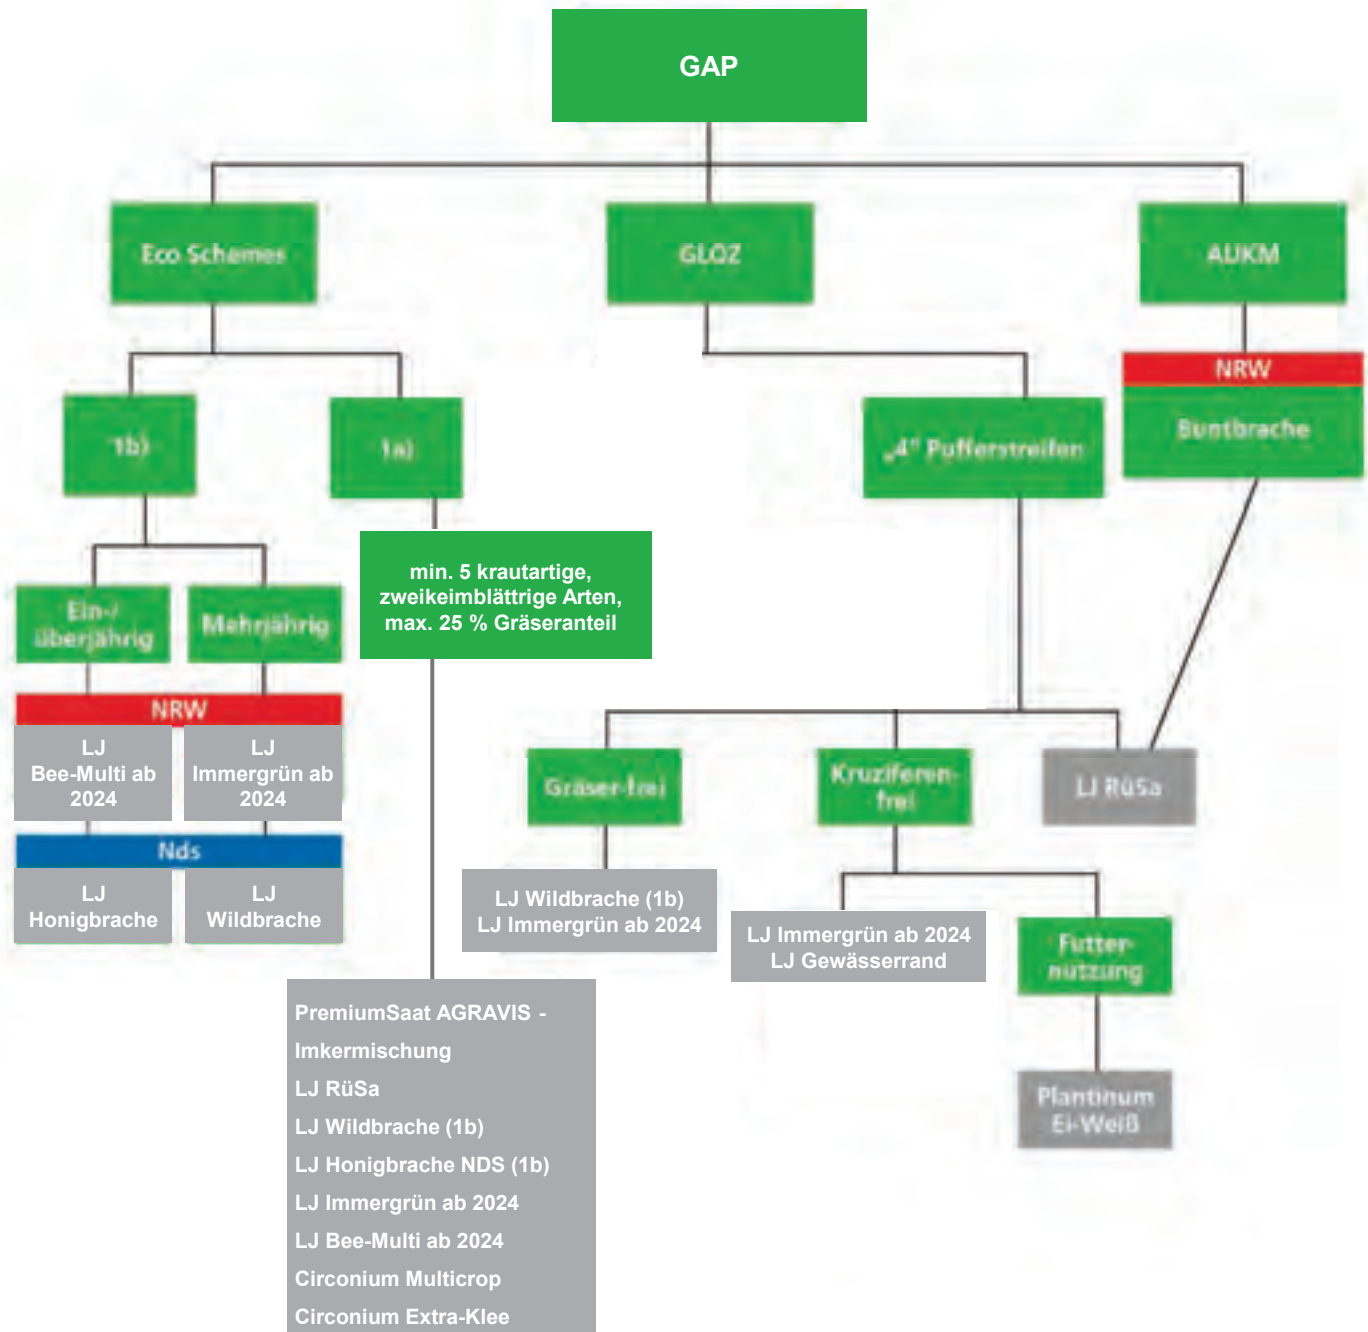 GAP
Eco Schemes
GLÖZ
AUKM
NRW
Buntbrache
1b)
1a)
„4“ Pufferstreifen
min. 5 krautartige,
zweikeimblättrige Arten,
max. 25 % Gräseranteil
Ein-/
überjährig
Mehrjährig
NRW
LJ
Bee-Multi ab
2024
LJ
Immergrün ab
2024
Nds
LJ
Honigbrache
LJ
Wildbrache
Gräser-frei
Kruziferen-
frei
LJ RüSa
LJ Wildbrache (1b)
LJ Immergrün ab 2024
LJ Immergrün ab 2024
LJ Gewässerrand
Futter-
nutzung
Plantinum
Ei-Weiß
PremiumSaat AGRAVIS -
Imkermischung
LJ RüSa
LJ Wildbrache (1b)
LJ Honigbrache NDS (1b)
LJ Immergrün ab 2024
LJ Bee-Multi ab 2024
Circonium Multicrop
Circonium Extra-Klee